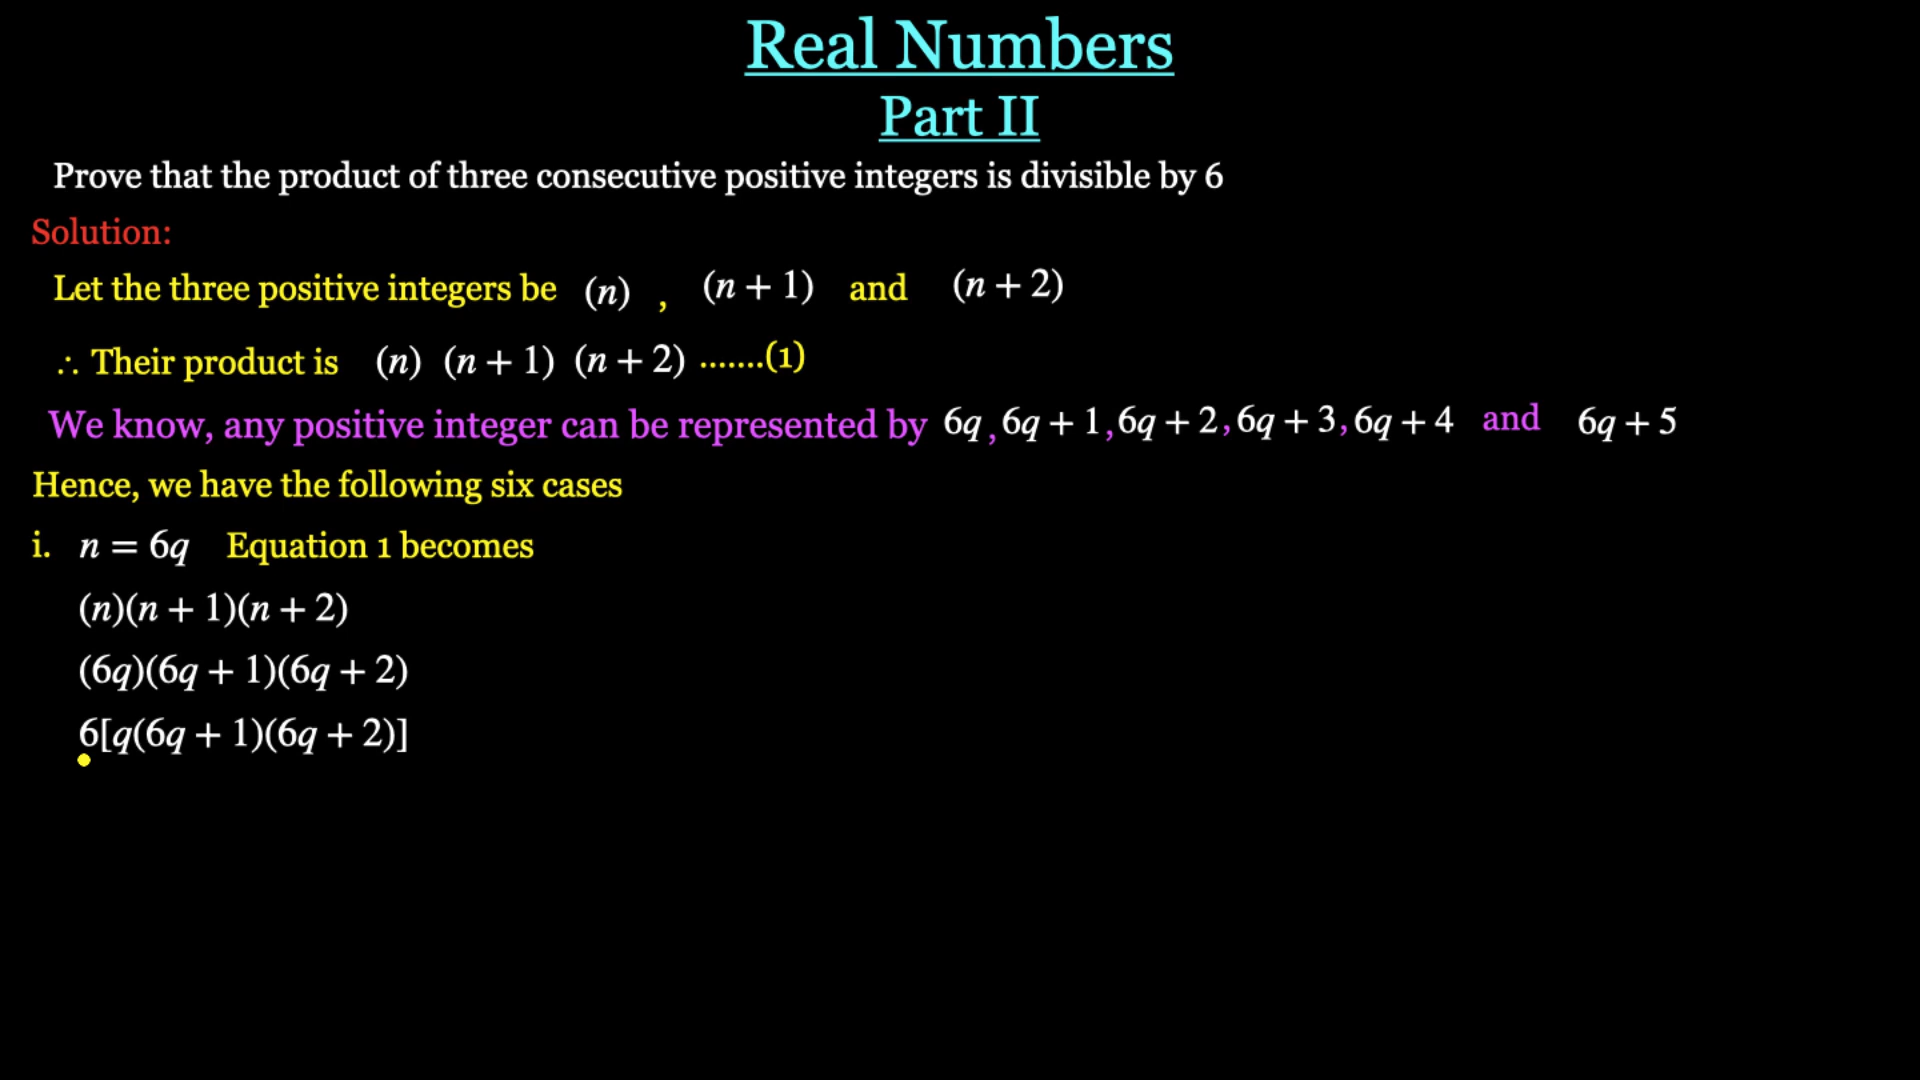 Real Numbers
Part II
Prove that the product of three consecutive positive integers is divisible by 6
Solution:
Let the three positive integers be (n) , (n + 1) and (n + 2)
∴ Their product is (n) (n + 1) (n + 2) .......(1)
We know, any positive integer can be represented by 6q , 6q + 1 , 6q + 2 , 6q + 3 , 6q + 4 and 6q + 5
Hence, we have the following six cases
i. n = 6q Equation 1 becomes
(n)(n + 1)(n + 2)
(6q)(6q + 1)(6q + 2)
6[q(6q + 1)(6q + 2)]